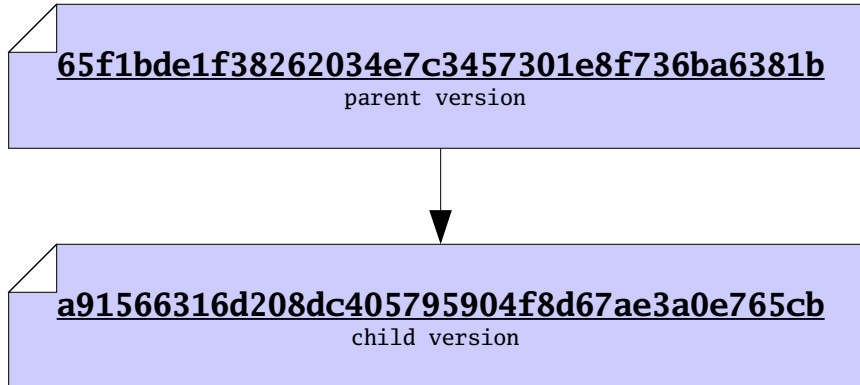 65f1bde1f38262034e7c3457301e8f736ba6381b
parent version
a91566316d208dc405795904f8d67ae3a0e765cb
child version